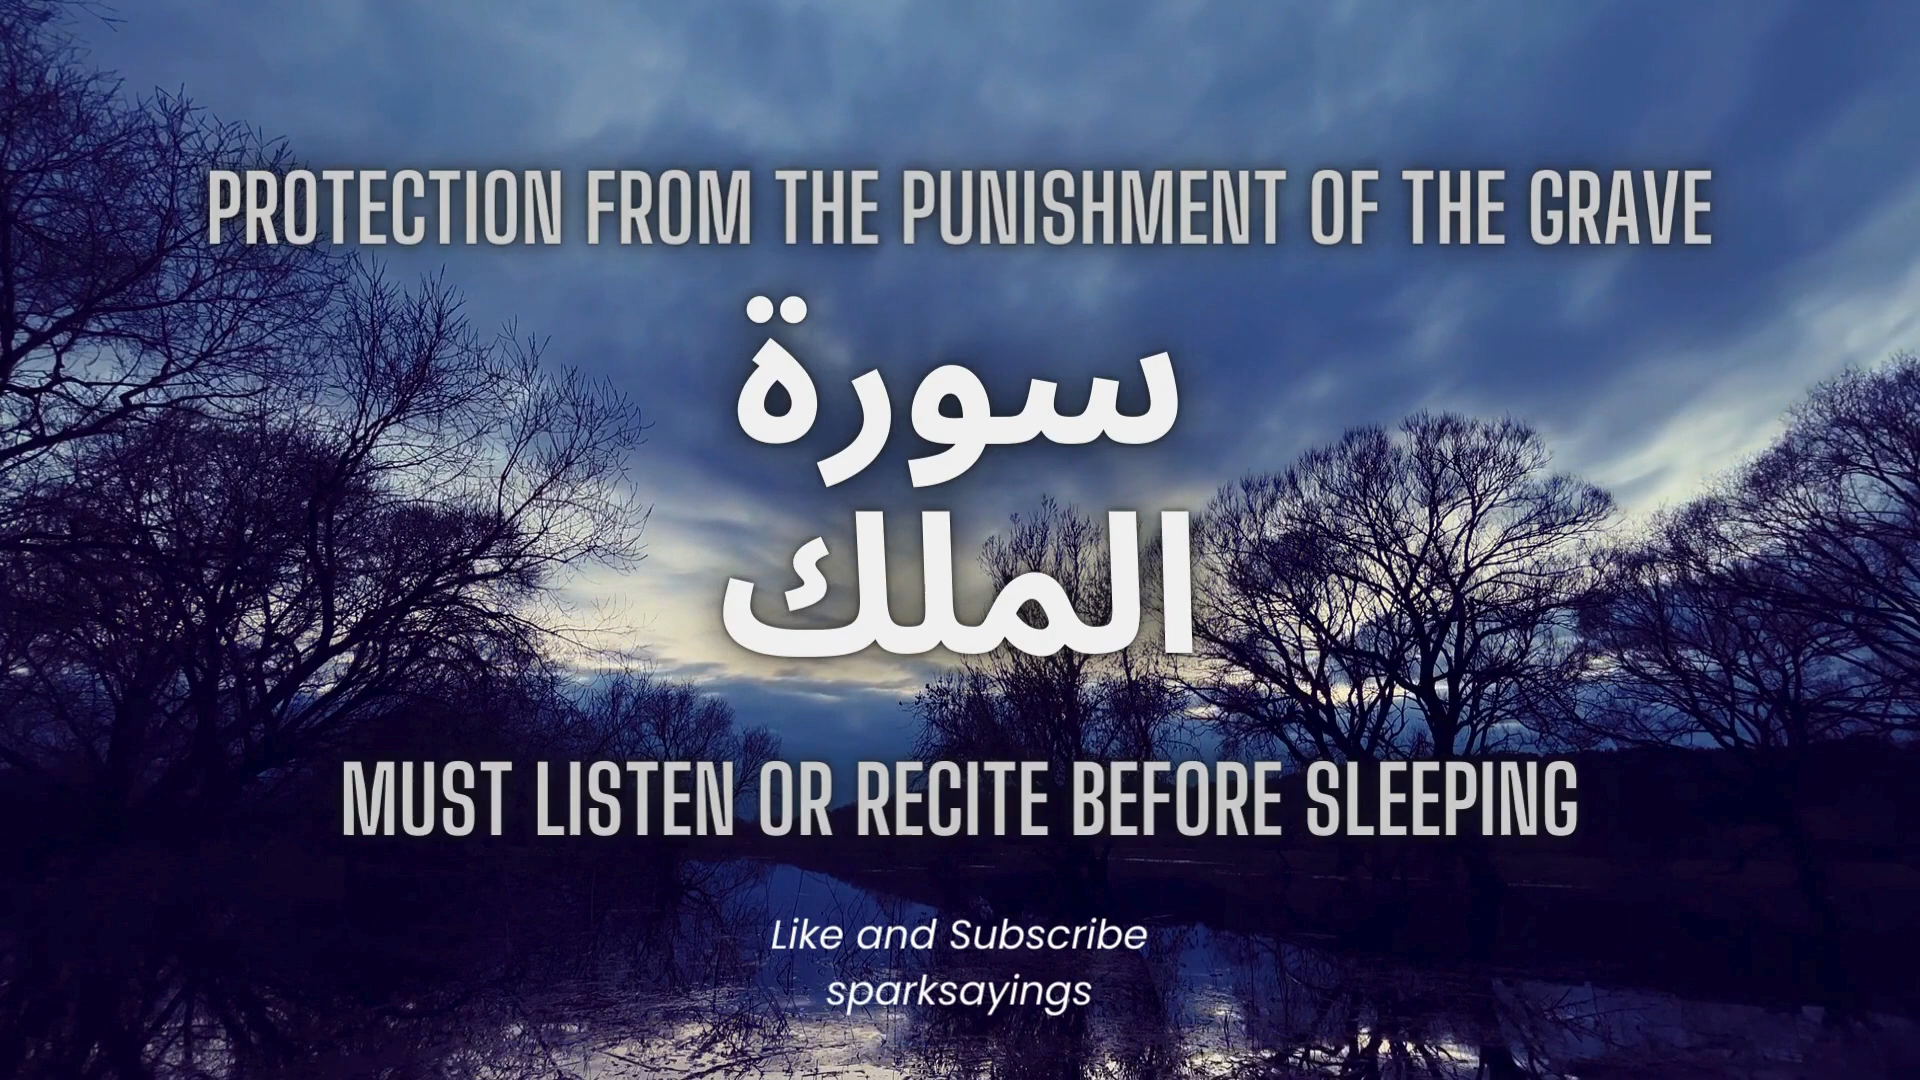 PROTECTION FROM THE PUNISHMENT OF THE GRAVE
سورة
الملك
MUST LISTEN OR RECITE BEFORE SLEEPING
Like and Subscribe
sparksayings